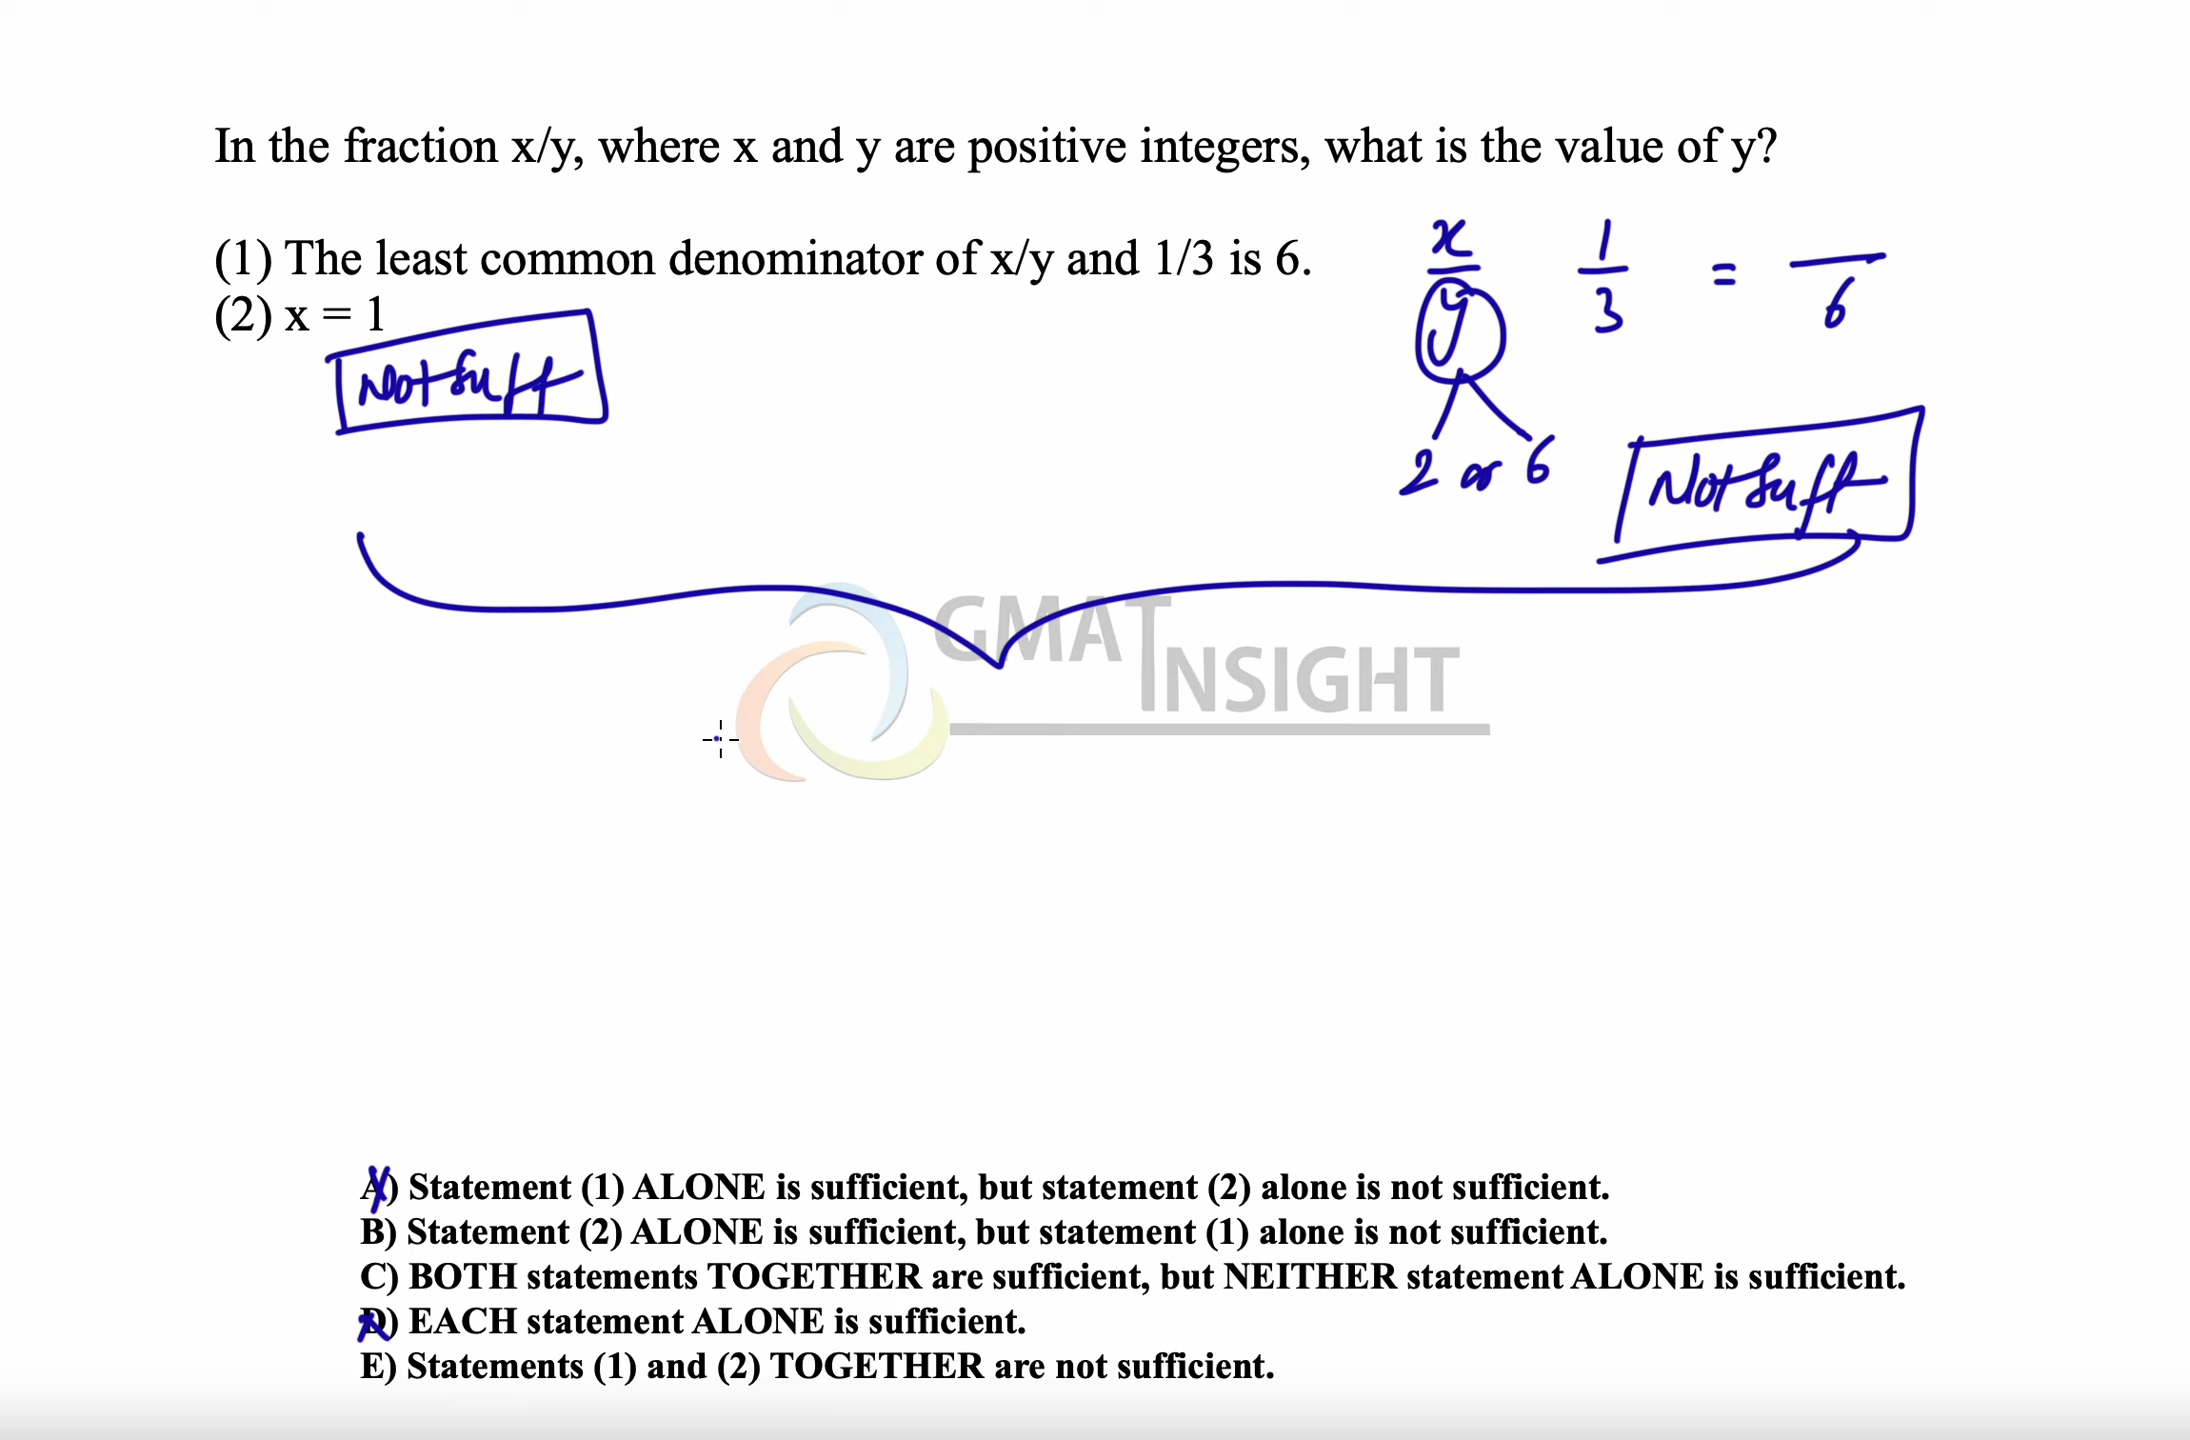 In the fraction x/y, where x and y are positive integers, what is the value of y?
(1) The least common denominator of x/y and 1/3 is 6.
(2) x = 1
x/y 1/3 = /6
Not Suff
2 or 6
Not Suff
GMAT INSIGHT
A) Statement (1) ALONE is sufficient, but statement (2) alone is not sufficient.
B) Statement (2) ALONE is sufficient, but statement (1) alone is not sufficient.
C) BOTH statements TOGETHER are sufficient, but NEITHER statement ALONE is sufficient.
D) EACH statement ALONE is sufficient.
E) Statements (1) and (2) TOGETHER are not sufficient.